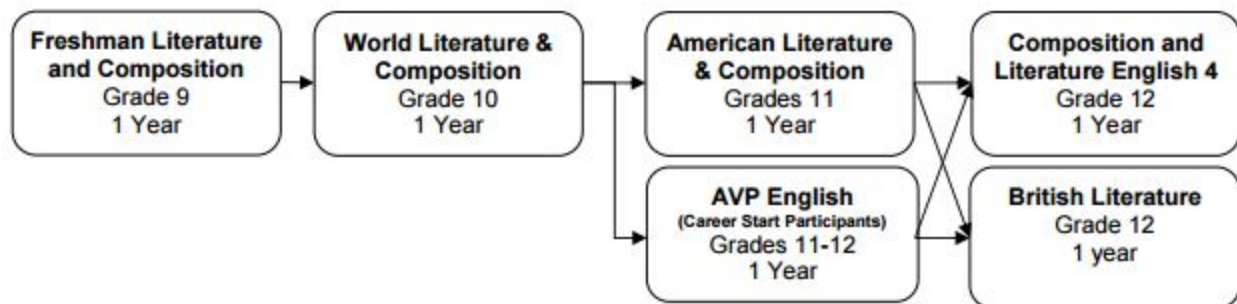 Freshman Literature
and Composition
Grade 9
1 Year
World Literature &
Composition
Grade 10
1 Year
American Literature
& Composition
Grades 11
1 Year
Composition and
Literature English 4
Grade 12
1 Year
AVP English
(Career Start Participants)
Grades 11-12
1 Year
British Literature
Grade 12
1 year